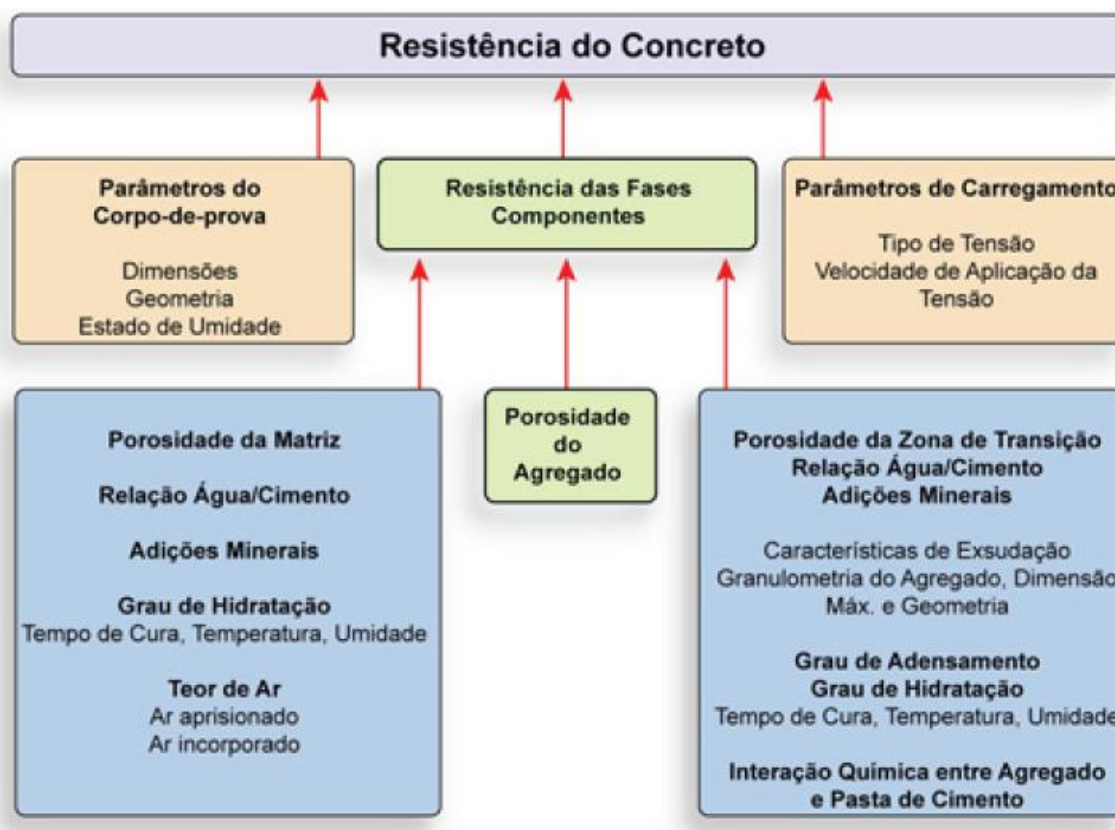 Resistência do Concreto
Parâmetros do
Corpo-de-prova
Dimensões
Geometria
Estado de Umidade
Resistência das Fases
Componentes
Parâmetros de Carregamento
Tipo de Tensão
Velocidade de Aplicação da
Tensão
Porosidade da Matriz
Relação Água/Cimento
Adições Minerais
Grau de Hidratação
Tempo de Cura, Temperatura, Umidade
Teor de Ar
Ar aprisionado
Ar incorporado
Porosidade
do
Agregado
Porosidade da Zona de Transição
Relação Água/Cimento
Adições Minerais
Características de Exsudação
Granulometria do Agregado, Dimensão
Máx. e Geometria
Grau de Adensamento
Grau de Hidratação
Tempo de Cura, Temperatura, Umidade
Interação Química entre Agregado
e Pasta de Cimento